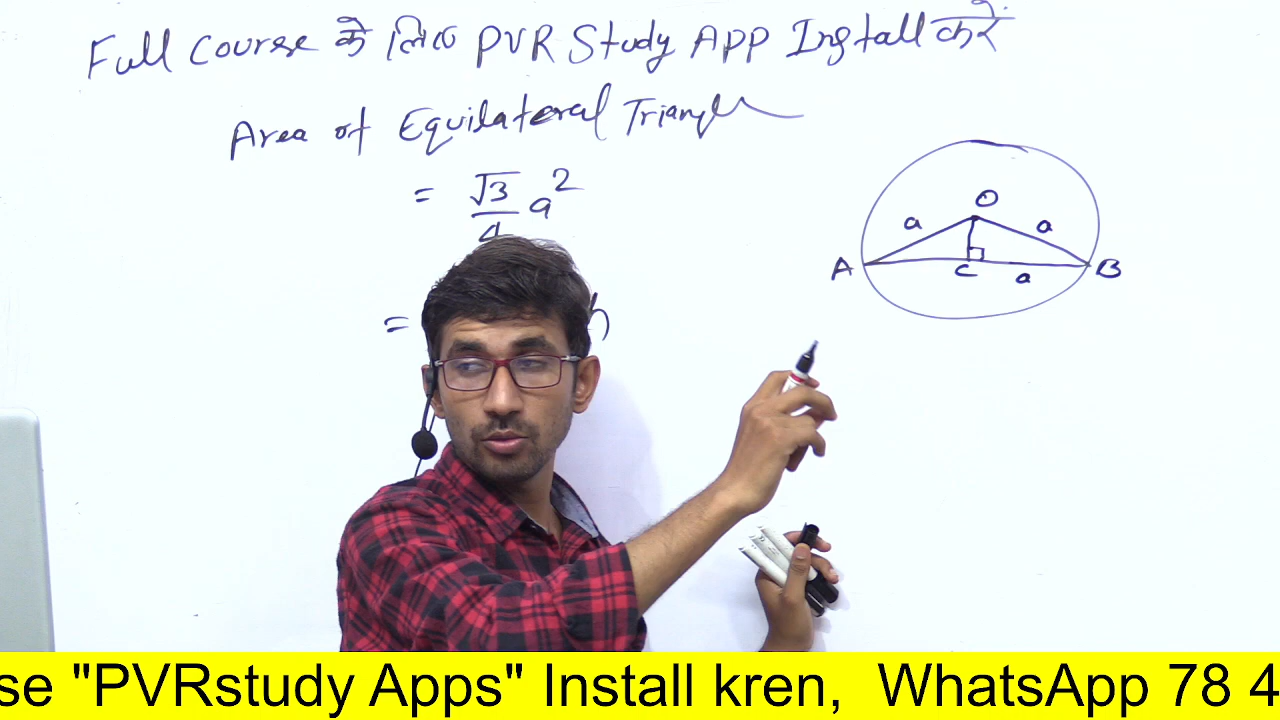 Full Course के लिए PVR Study APP Install करें
Area of Equilateral Triangle
= √3/4 a²
=
O
a a
A C B
a
se "PVRstudy Apps" Install kren, WhatsApp 78 4